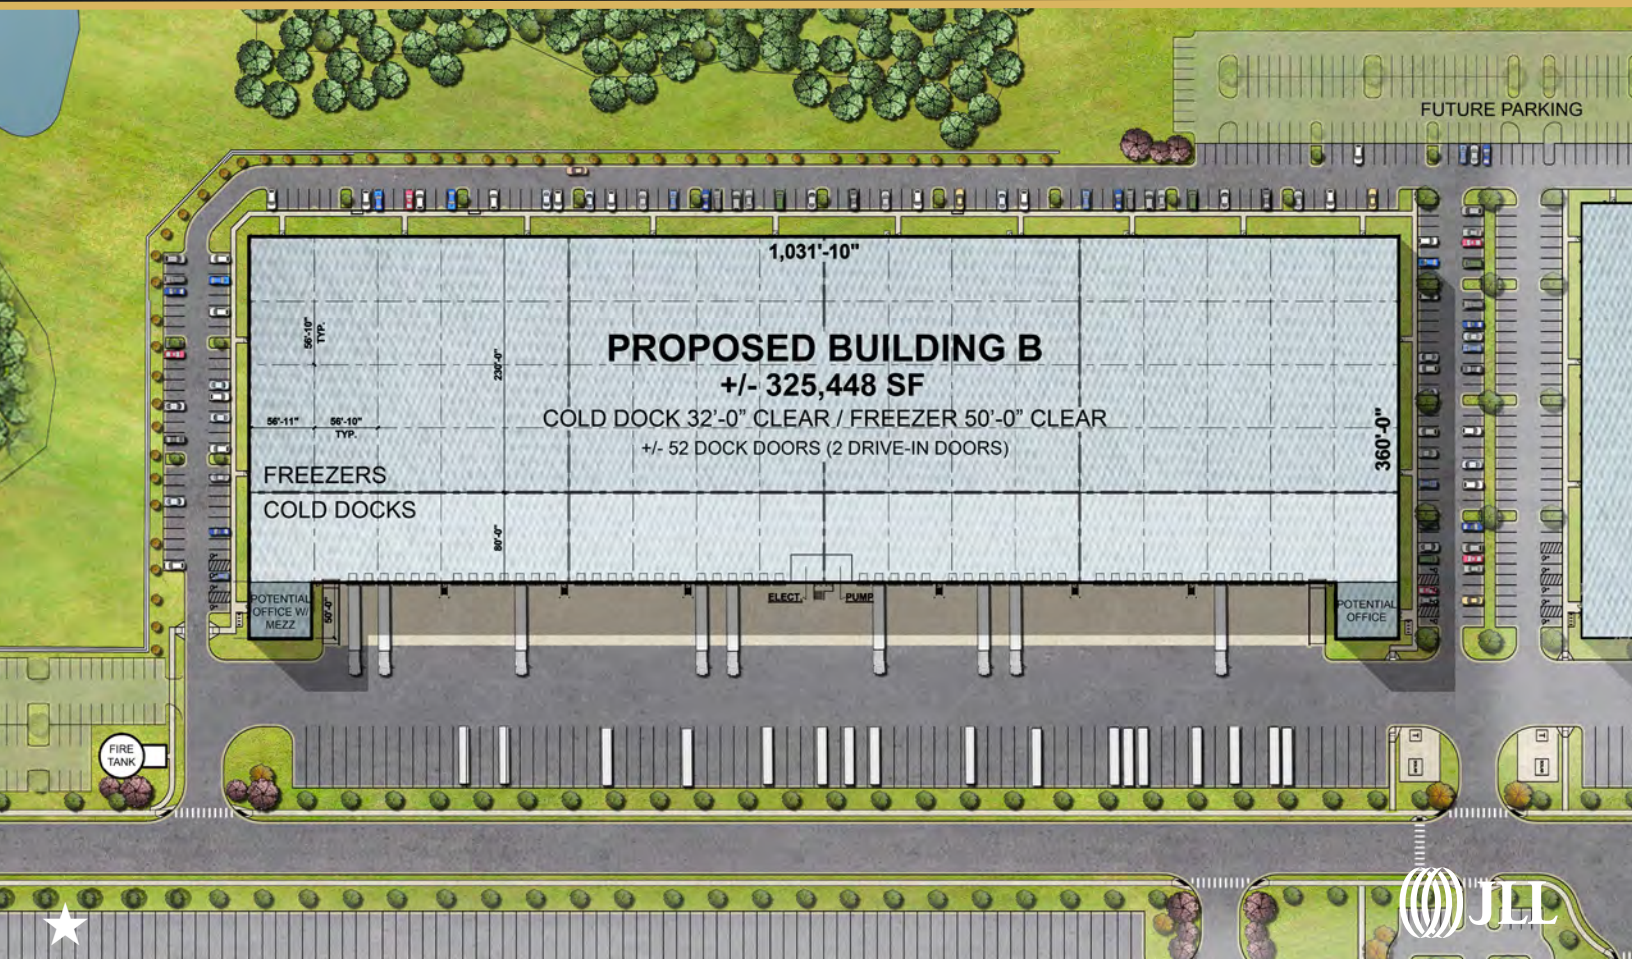 FUTURE PARKING
1,031'-10"
56'-10"
TYP.
230'-0"
PROPOSED BUILDING B
+/- 325,448 SF
COLD DOCK 32'-0” CLEAR / FREEZER 50'-0” CLEAR
+/- 52 DOCK DOORS (2 DRIVE-IN DOORS)
56'-11"
56'-10"
TYP.
360'-0"
FREEZERS
COLD DOCKS
80'-0"
POTENTIAL
OFFICE W/
MEZZ
50'-0"
ELECT.
PUMP
POTENTIAL
OFFICE
FIRE
TANK
T
T
JLL